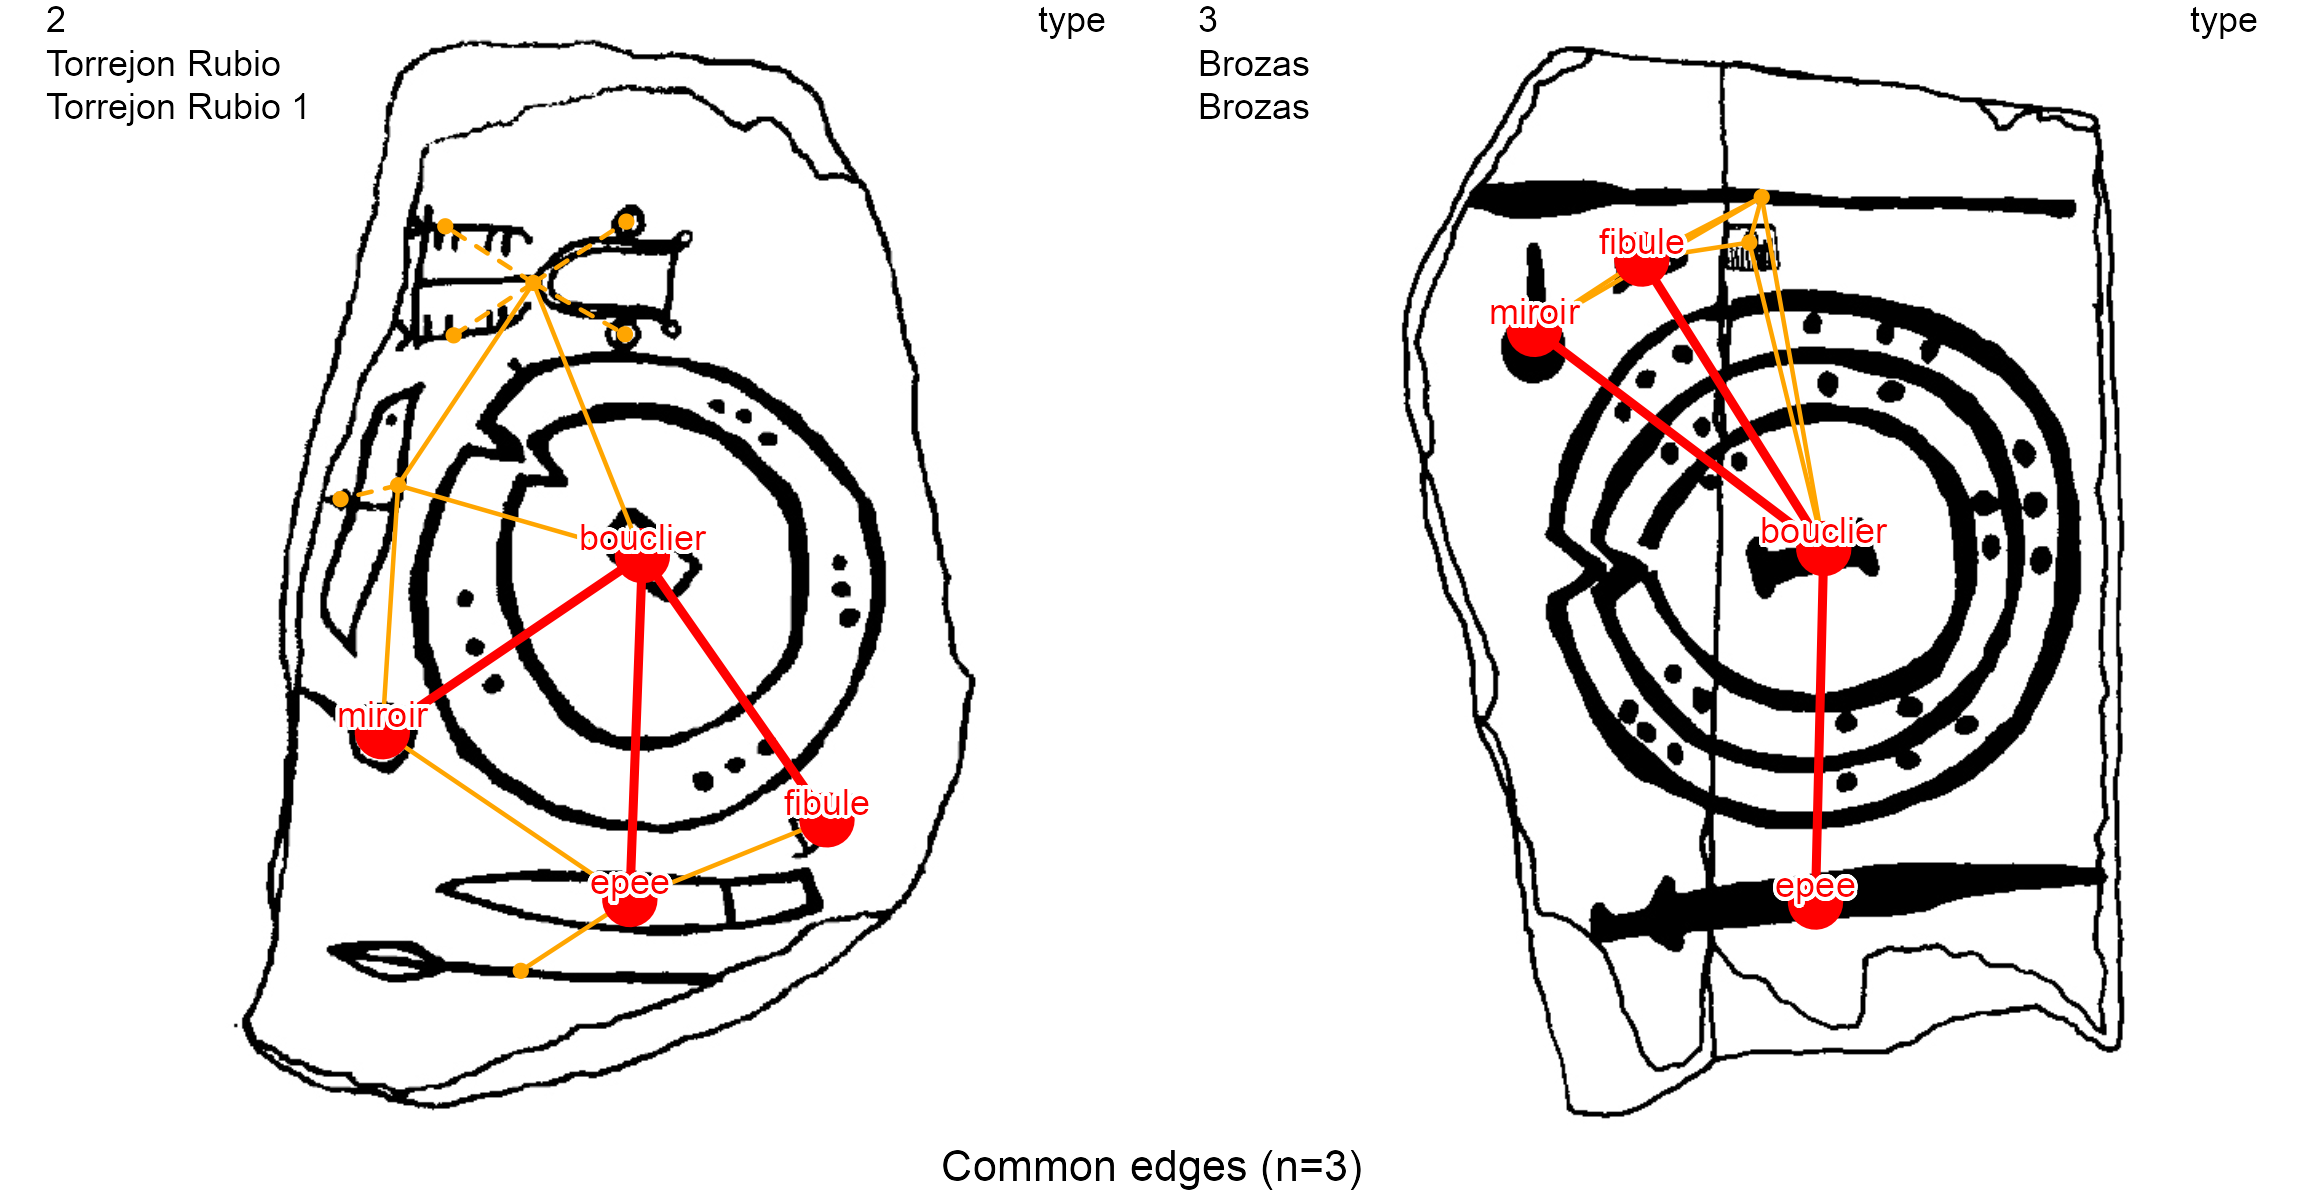 2
Torrejon Rubio
Torrejon Rubio 1
type
bouclier
miroir
fibule
epee
3
Brozas
Brozas
type
fibule
miroir
bouclier
epee
Common edges (n=3)